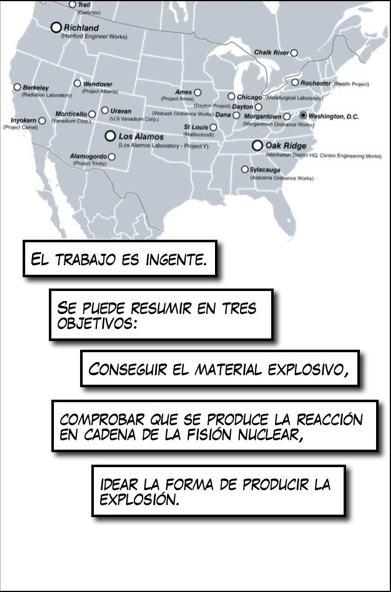 Trail
(Cominco)
Richland
(Hanford Engineer Works)
Chalk River
Berkeley
(Radiation Laboratory)
Wendover
(Project Alberta)
Ames
(Project Ames)
Chicago (Metallurgical Laboratory)
Rochester (Health Project)
Inyokern
(Project Camel)
Monticello
(Vanadium Corp.)
Uravan
(U.S Vanadium Corp.)
(Dayton Project) Dayton
(Wabash Ordnance Works) Dana
Morgantown
(Morgantown Ordnance Works)
Washington, D.C.
Los Alamos
(Los Alamos Laboratory - Project Y)
St Louis
(Mallinckrodt)
Oak Ridge
(Manhattan District HQ, Clinton Engineering Works)
Alamogordo
(Project Trinity)
Sylacauga
(Alabama Ordnance Works)
EL TRABAJO ES INGENTE.
SE PUEDE RESUMIR EN TRES
OBJETIVOS:
CONSEGUIR EL MATERIAL EXPLOSIVO,
COMPROBAR QUE SE PRODUCE LA REACCIÓN
EN CADENA DE LA FISIÓN NUCLEAR,
IDEAR LA FORMA DE PRODUCIR LA
EXPLOSIÓN.